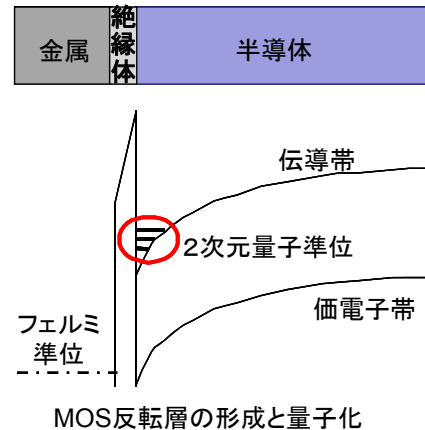 金属
絶縁体
半導体
伝導帯
2次元量子準位
価電子帯
フェルミ
準位
MOS反転層の形成と量子化